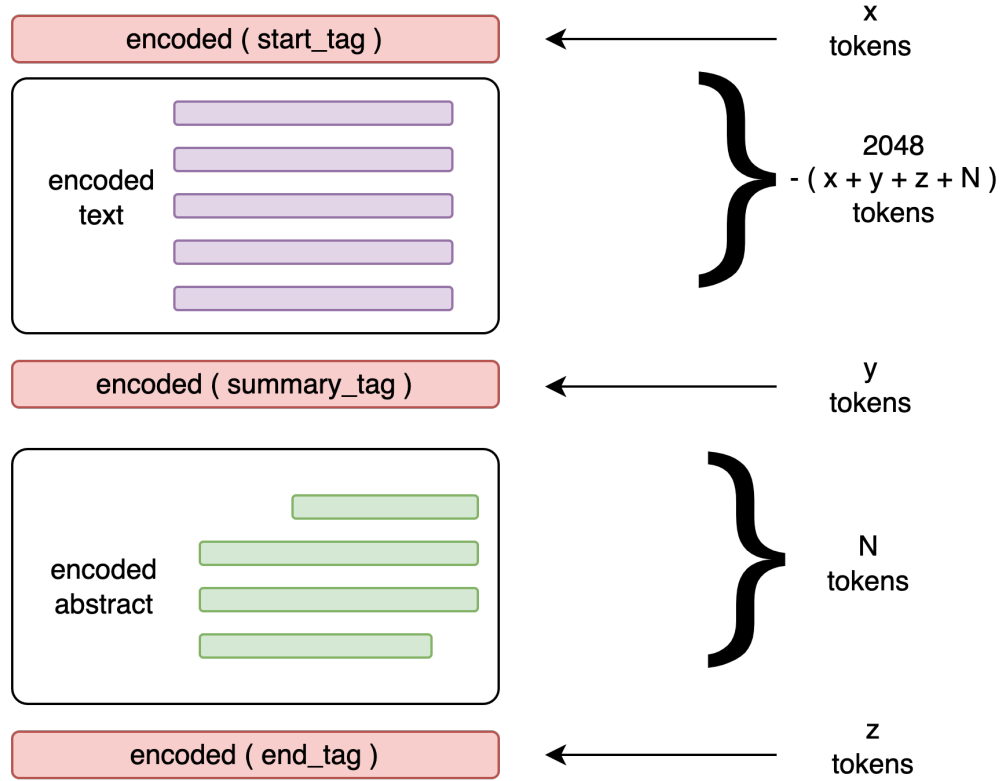 encoded ( start_tag )
x
tokens
encoded
text
2048
- ( x + y + z + N )
tokens
encoded ( summary_tag )
y
tokens
encoded
abstract
N
tokens
encoded ( end_tag )
z
tokens